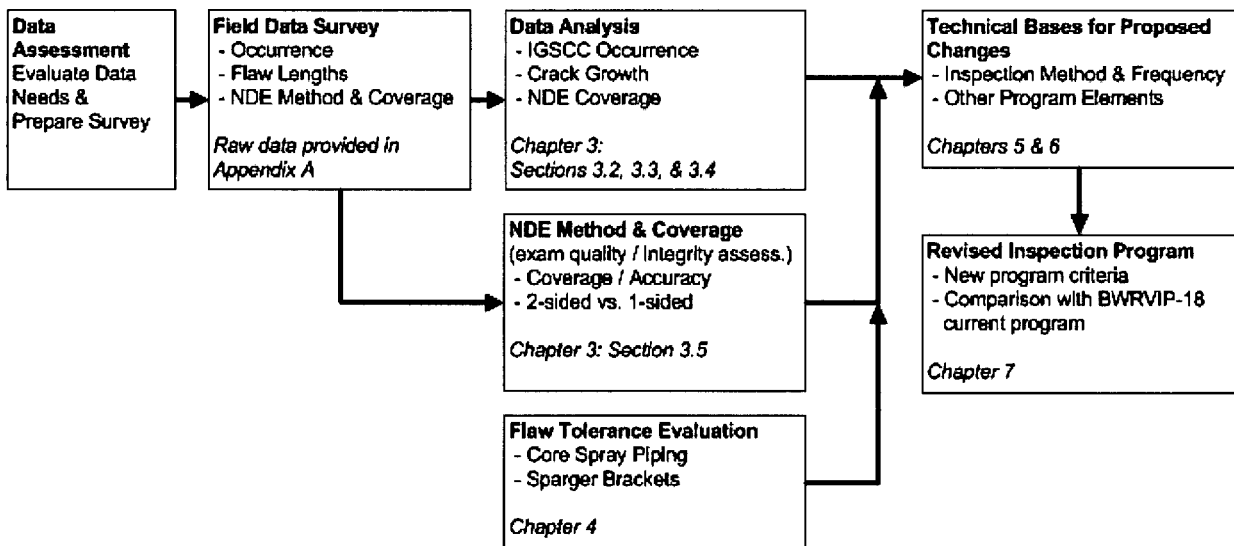 Data
Assessment
Evaluate Data
Needs &
Prepare Survey
Field Data Survey
- Occurrence
- Flaw Lengths
- NDE Method & Coverage
Raw data provided in
Appendix A
Data Analysis
- IGSCC Occurrence
- Crack Growth
- NDE Coverage
Chapter 3:
Sections 3.2, 3.3, & 3.4
NDE Method & Coverage
(exam quality / Integrity assess.)
- Coverage / Accuracy
- 2-sided vs. 1-sided
Chapter 3: Section 3.5
Flaw Tolerance Evaluation
- Core Spray Piping
- Sparger Brackets
Chapter 4
Technical Bases for Proposed
Changes
- Inspection Method & Frequency
- Other Program Elements
Chapters 5 & 6
Revised Inspection Program
- New program criteria
- Comparison with BWRVIP-18
current program
Chapter 7